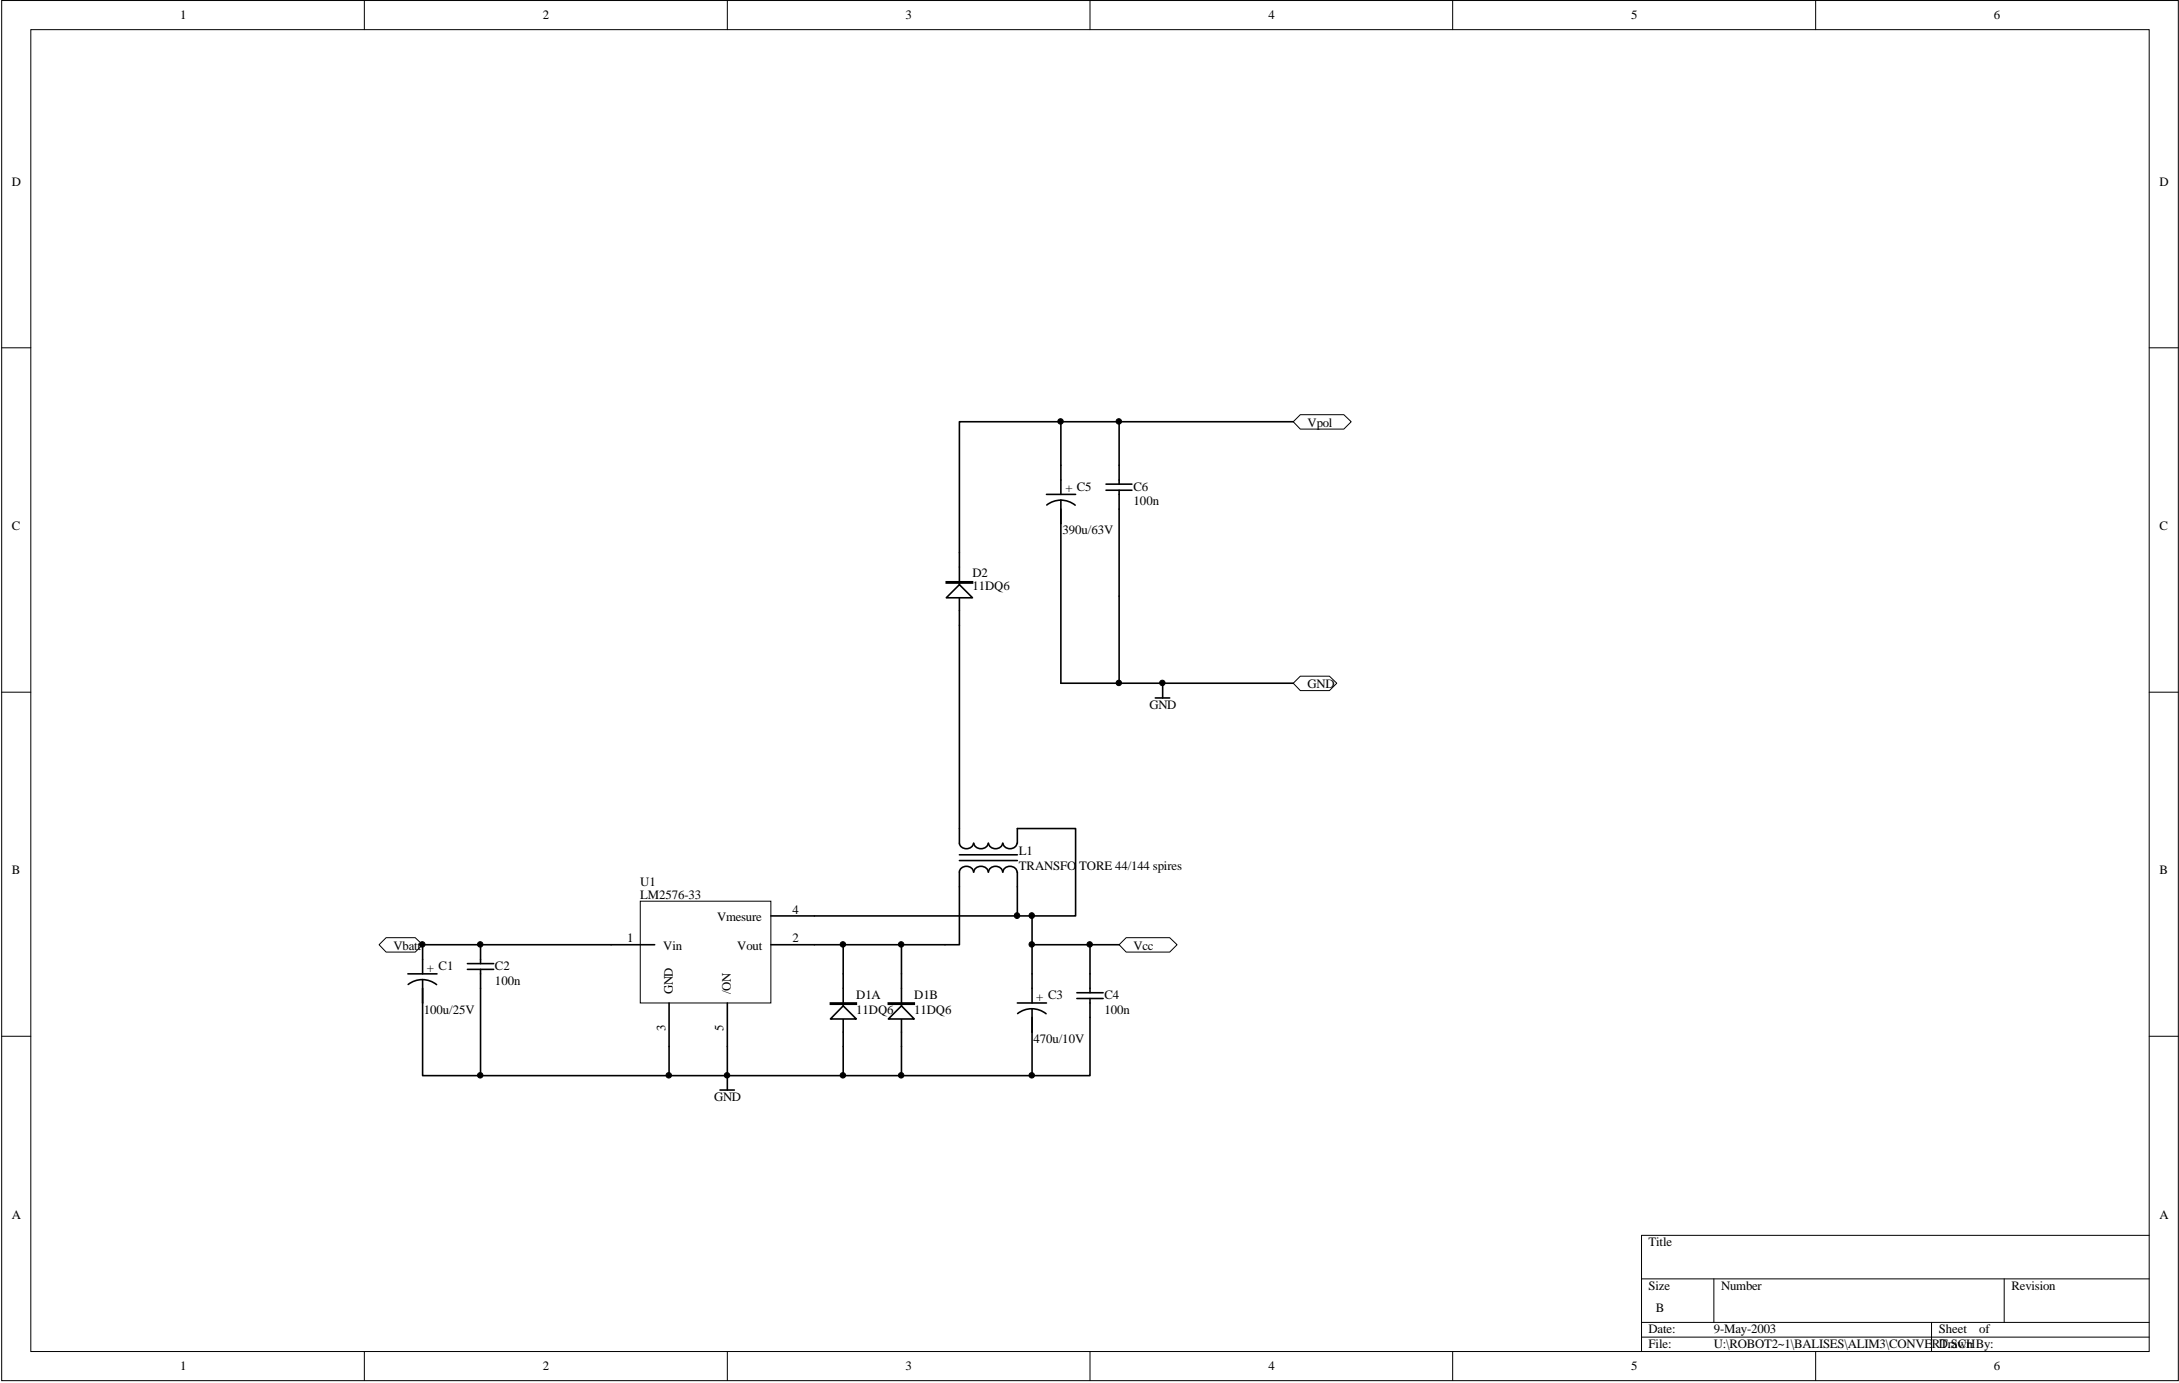 1 2 3 4 5 6
D D
Vpol
C5
C6
100n
390u/63V
C C
D2
11DQ6
GND
GND
L1
TRANSFO TORE 44/144 spires
B B
U1
LM2576-33
Vmesure 4
Vbatt
1 Vin Vout 2
Vcc
+ C1
C2
100n
100u/25V
GND /ON
3 5
D1A
11DQ6
D1B
11DQ6
+ C3
C4
100n
470u/10V
GND
A A
Title
Size Number Revision
B
Date: 9-May-2003 Sheet of
File: U:\ROBOT2~1\BALISES\ALIM3\CONVERT.SCH Drawn By:
1 2 3 4 5 6